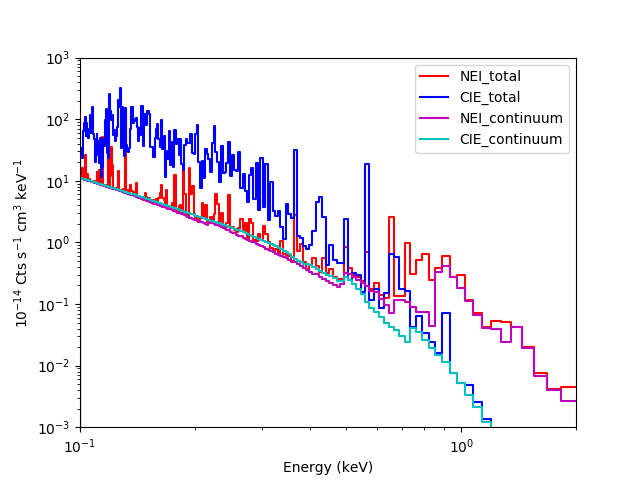 10³
10²
10¹
10⁰
10⁻¹
10⁻²
10⁻³
10⁻¹⁴ Cts s⁻¹ cm³ keV⁻¹
NEI_total
CIE_total
NEI_continuum
CIE_continuum
10⁻¹
10⁰
Energy (keV)